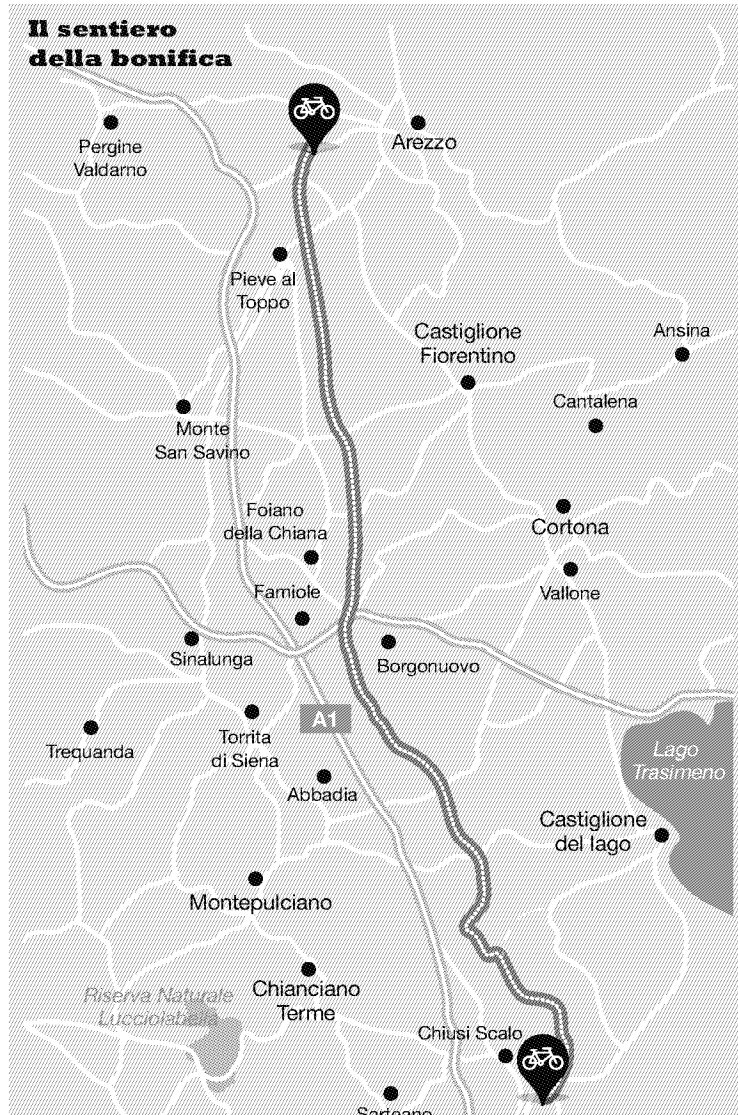 Il sentiero
della bonifica
Pergine
Valdarno
Arezzo
Pieve al
Toppo
Castiglione
Fiorentino
Ansina
Cantalena
Monte
San Savino
Foiano
della Chiana
Cortona
Farniole
Vallone
Sinalunga
Borgonuovo
A1
Torrita
di Siena
Trequanda
Lago
Trasimeno
Abbadia
Castiglione
del lago
Montepulciano
Riserva Naturale
Lucciolabella
Chianciano
Terme
Chiusi Scalo
Sarteano